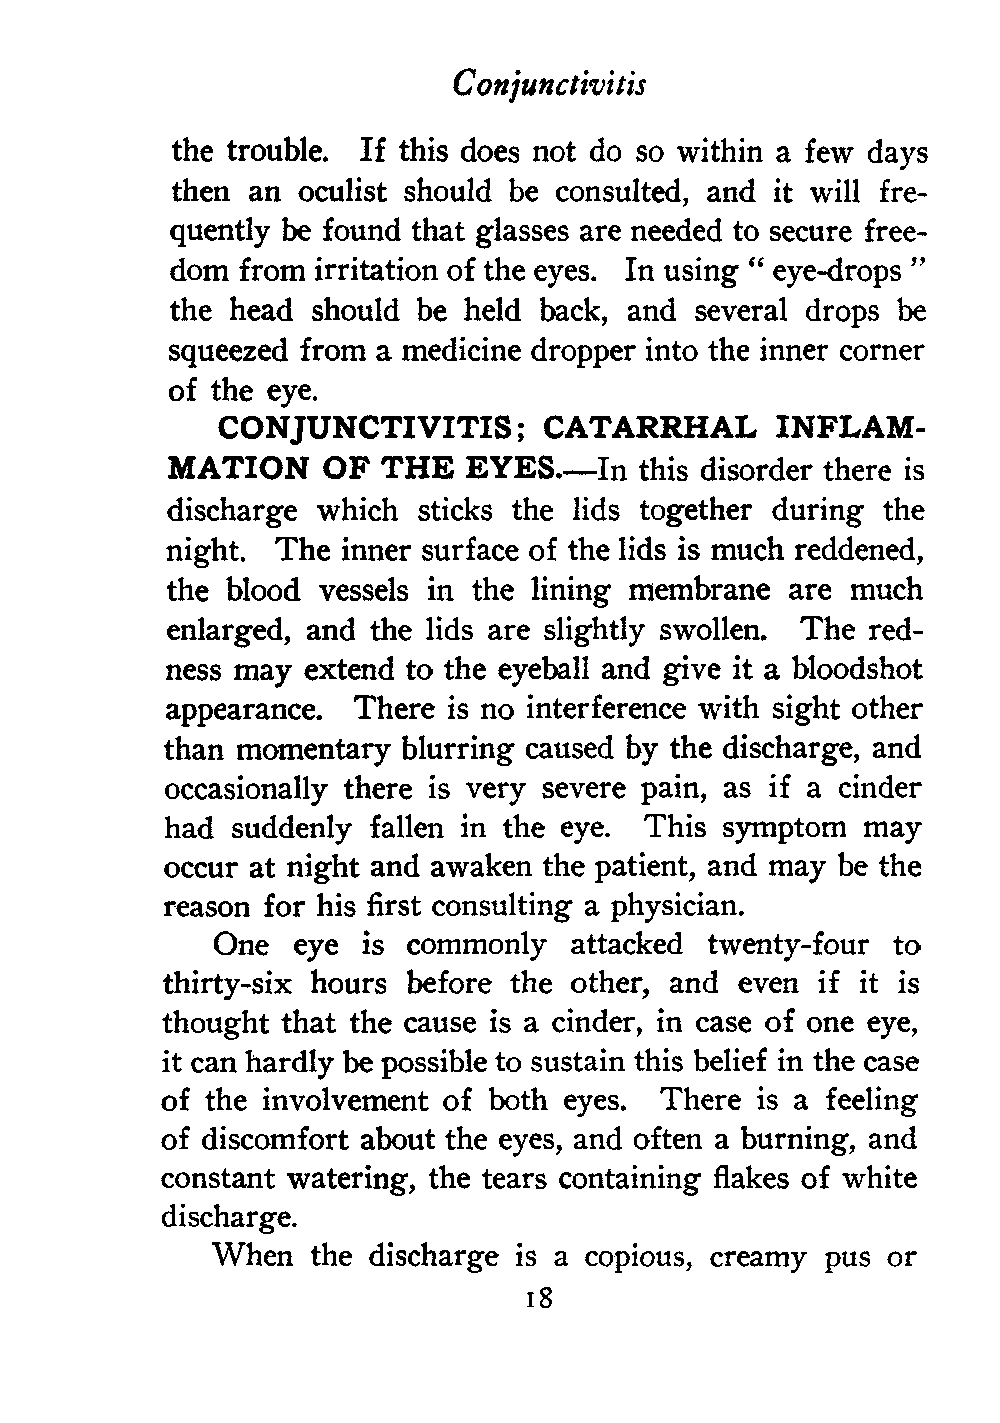 Conjunctivitis
the trouble. If this does not do so within a few days
then an oculist should be consulted, and it will fre-
quently be found that glasses are needed to secure free-
dom from irritation of the eyes. In using “ eye-drops ”
the head should be held back, and several drops be
squeezed from a medicine dropper into the inner corner
of the eye.
CONJUNCTIVITIS; CATARRHAL INFLAM-
MATION OF THE EYES.—In this disorder there is
discharge which sticks the lids together during the
night. The inner surface of the lids is much reddened,
the blood vessels in the lining membrane are much
enlarged, and the lids are slightly swollen. The red-
ness may extend to the eyeball and give it a bloodshot
appearance. There is no interference with sight other
than momentary blurring caused by the discharge, and
occasionally there is very severe pain, as if a cinder
had suddenly fallen in the eye. This symptom may
occur at night and awaken the patient, and may be the
reason for his first consulting a physician.
One eye is commonly attacked twenty-four to
thirty-six hours before the other, and even if it is
thought that the cause is a cinder, in case of one eye,
it can hardly be possible to sustain this belief in the case
of the involvement of both eyes. There is a feeling
of discomfort about the eyes, and often a burning, and
constant watering, the tears containing flakes of white
discharge.
When the discharge is a copious, creamy pus or
18